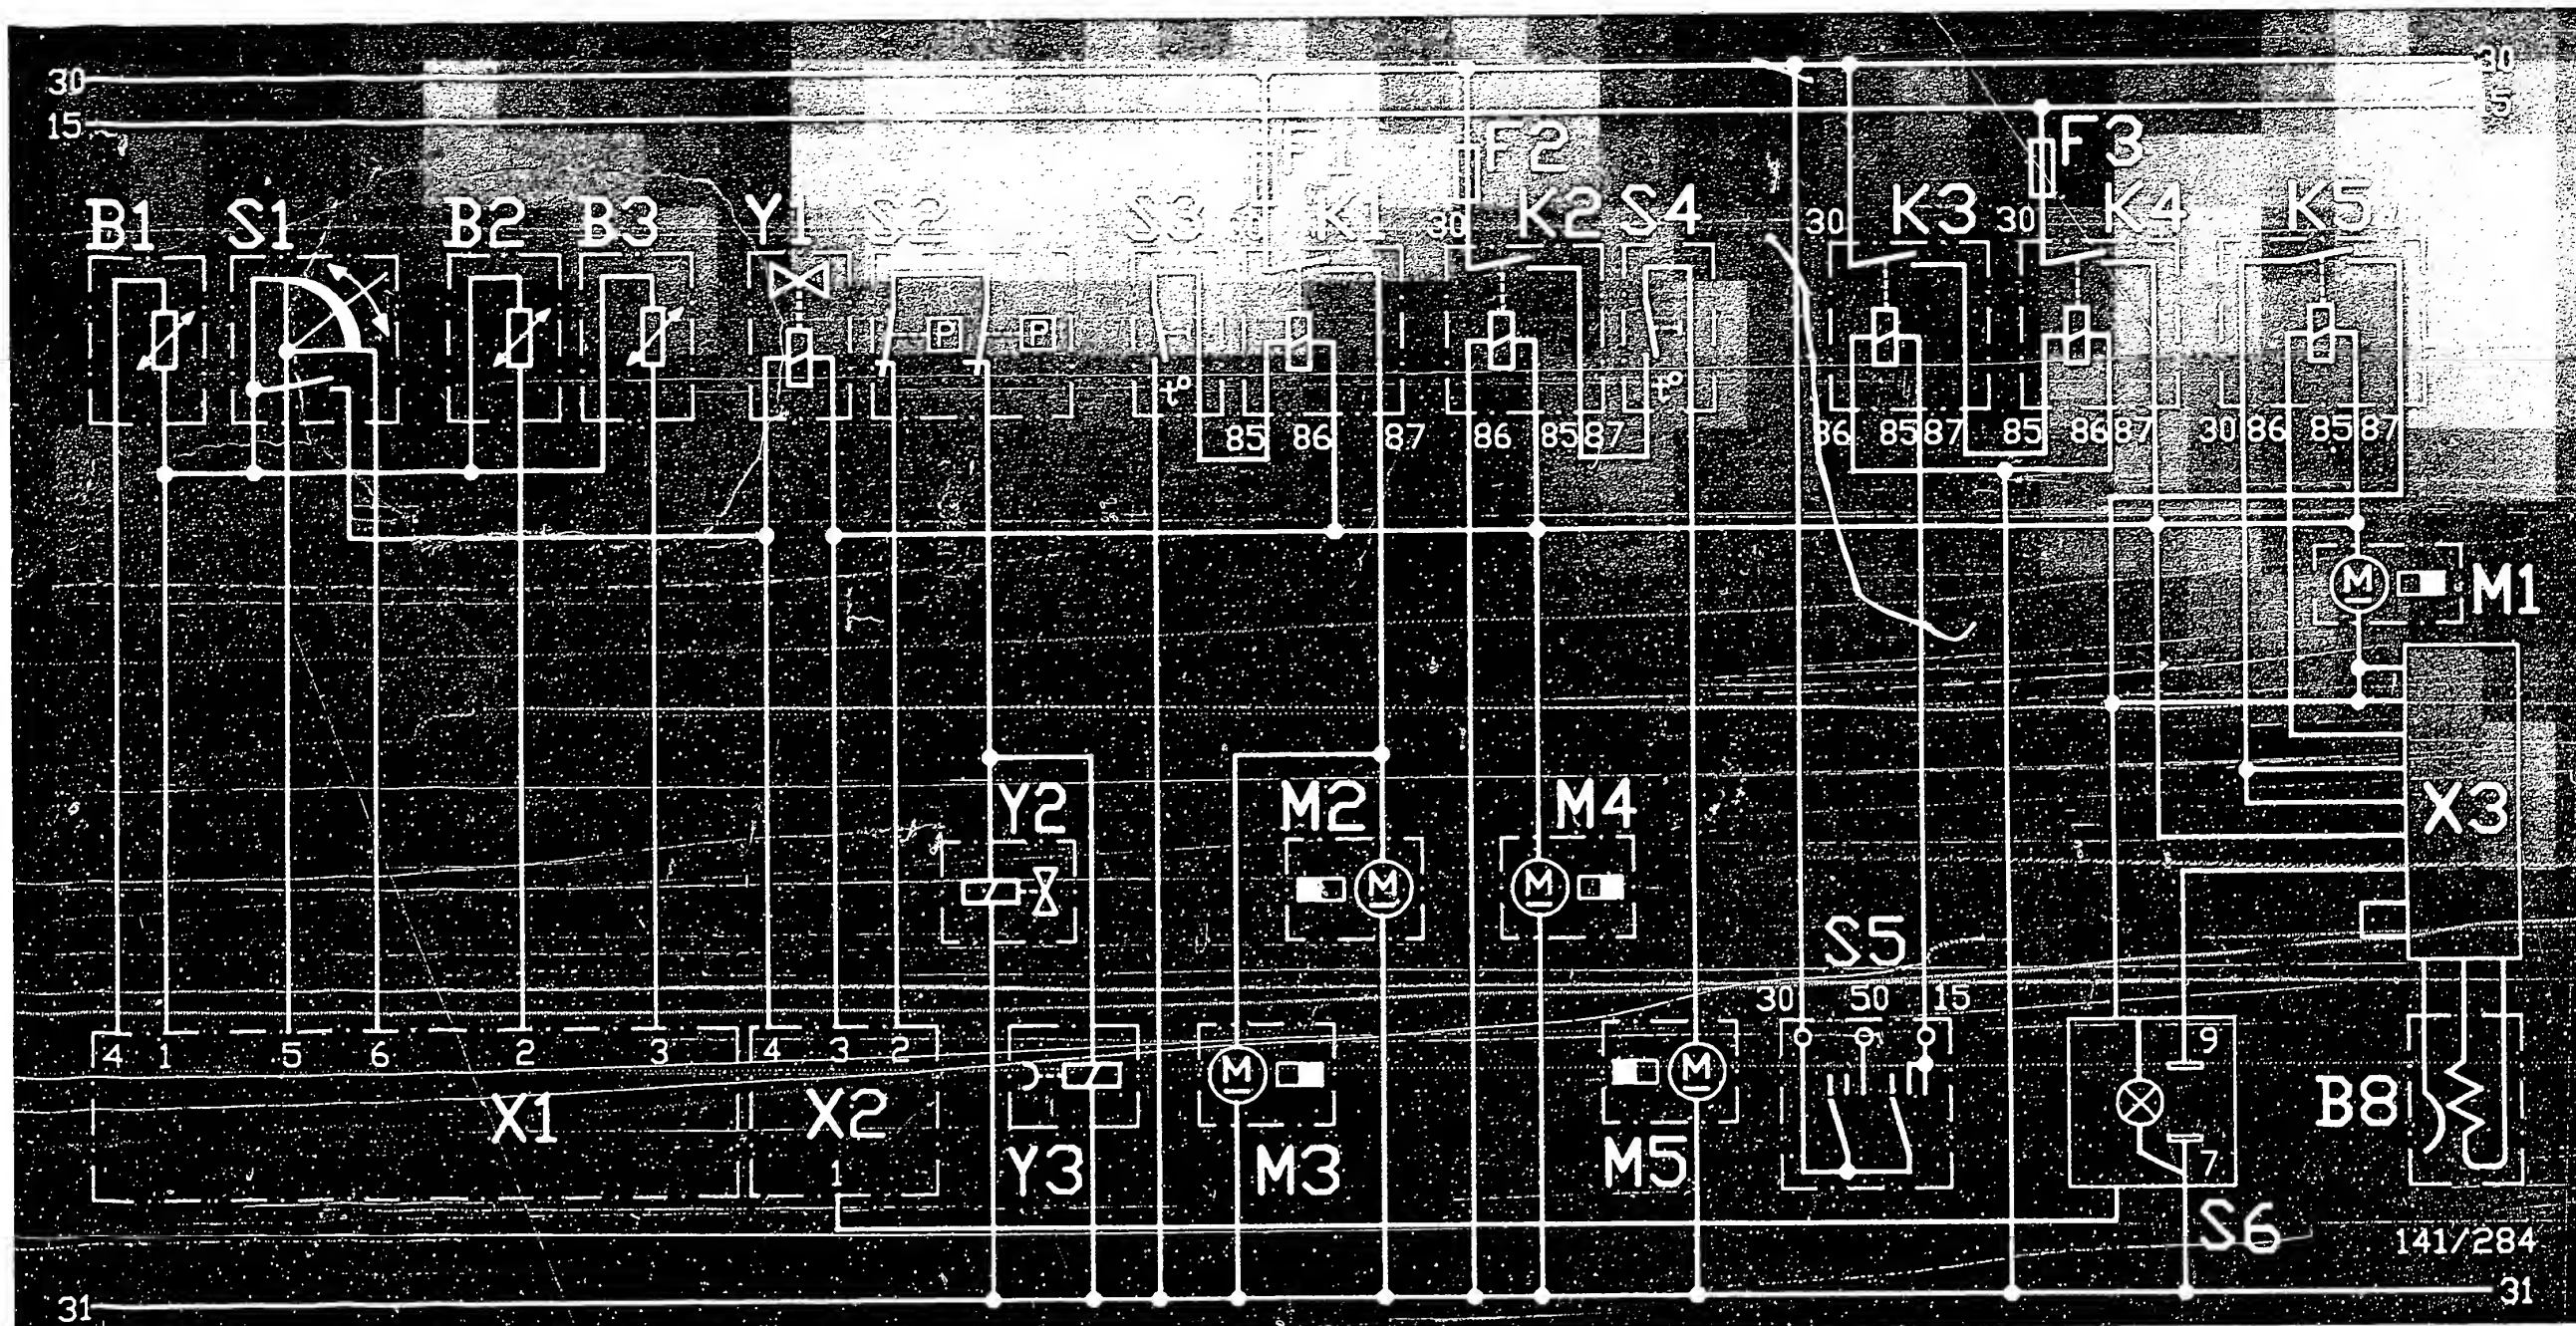 30 30
15 5
F1 F2 F3
B1 S1 B2 B3 Y1 S2 S3 K1 30 K2 S4 30 K3 30 K4 K5
P P
t° t°
85 86 87 86 85 87 86 85 87 85 86 87 30 86 85 87
M M1
Y2 M2 M4 X3
M M
S5
30 50 15
4 1 5 6 2 3 4 3 2 9
M M
X1 X2 B8
1 Y3 M3 M5 7
S6
141/284
31 31